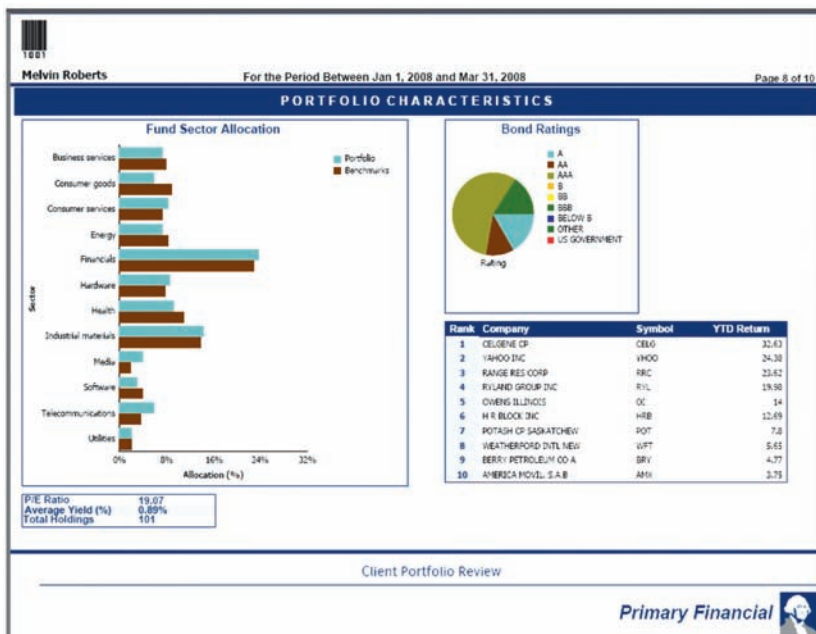 1001
Melvin Roberts For the Period Between Jan 1, 2008 and Mar 31, 2008 Page 8 of 10
PORTFOLIO CHARACTERISTICS
Fund Sector Allocation
Portfolio
Benchmarks
Sector
Business services
Consumer goods
Consumer services
Energy
Financials
Hardware
Health
Industrial materials
Media
Software
Telecommunications
Utilities
0% 8% 16% 24% 32%
Allocation (%)
P/E Ratio 19.07
Average Yield (%) 0.89%
Total Holdings 101
Bond Ratings
A
AA
AAA
B
BB
BBB
BELOW B
OTHER
US GOVERNMENT
Rating
Rank Company Symbol YTD Return
1 CELGENE CP CELG 32.63
2 YAHOO INC YHOO 24.38
3 RANGE RES CORP RRC 23.62
4 RYLAND GROUP INC RYL 19.98
5 OWENS ILLINOIS OI 14
6 H R BLOCK INC HRB 12.69
7 POTASH CP SASKATCHEW POT 7.8
8 WEATHERFORD INTL NEW WFT 5.65
9 BERRY PETROLEUM CO A BRY 4.77
10 AMERICA MOVIL S.A.B AMX 3.75
Client Portfolio Review
Primary Financial